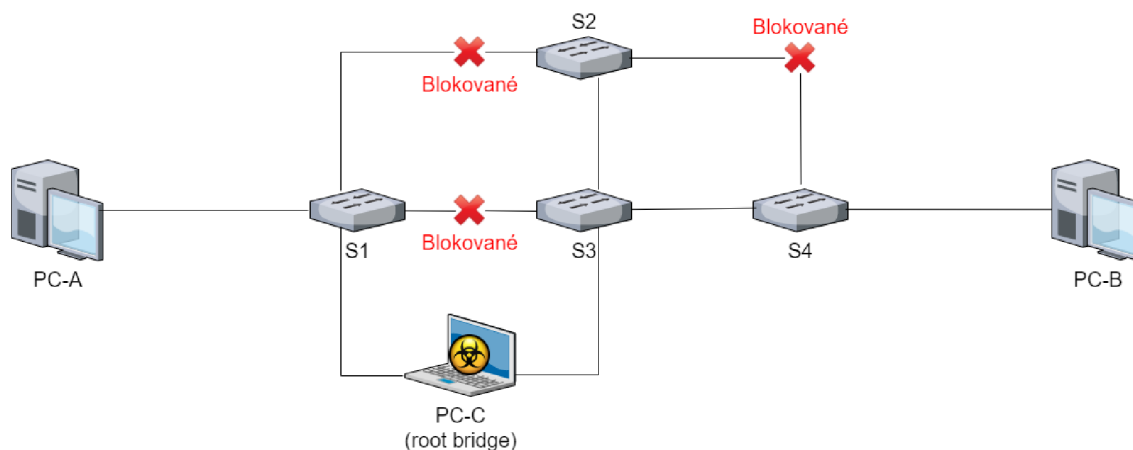 S2
Blokované
Blokované
PC-A
S1
Blokované
S3
S4
PC-B
PC-C
(root bridge)